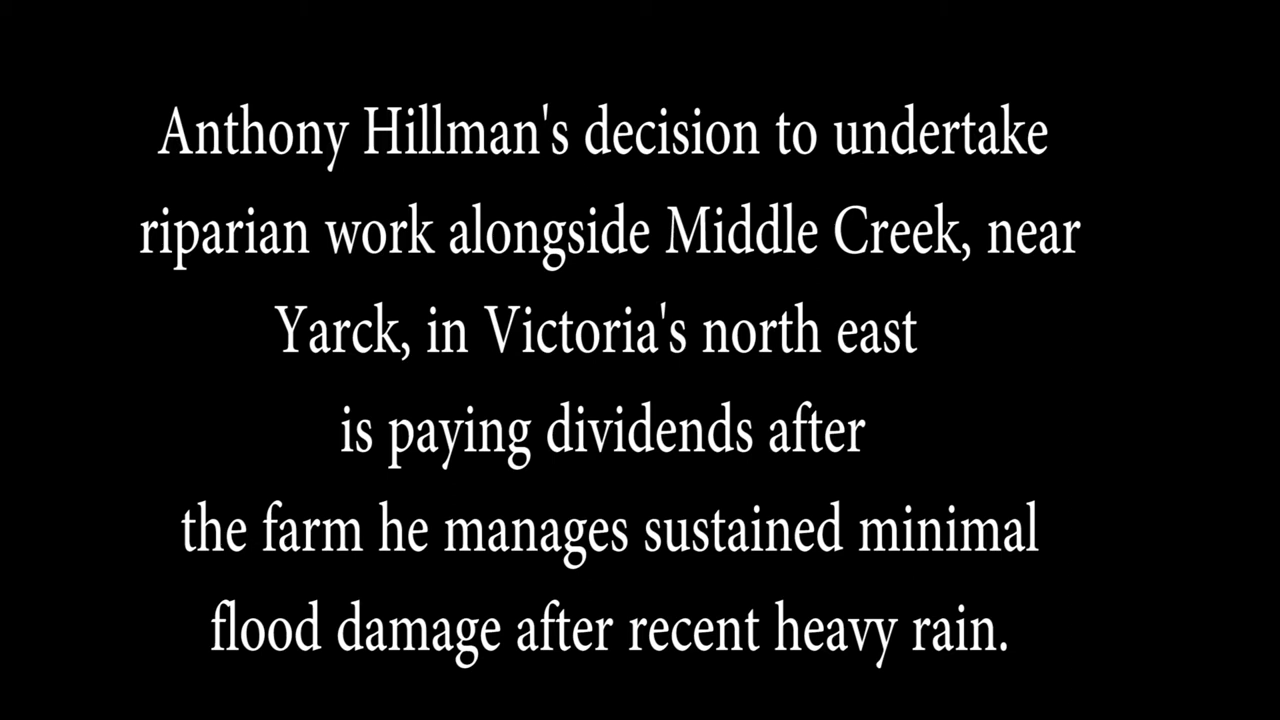 Anthony Hillman's decision to undertake
riparian work alongside Middle Creek, near
Yarck, in Victoria's north east
is paying dividends after
the farm he manages sustained minimal
flood damage after recent heavy rain.